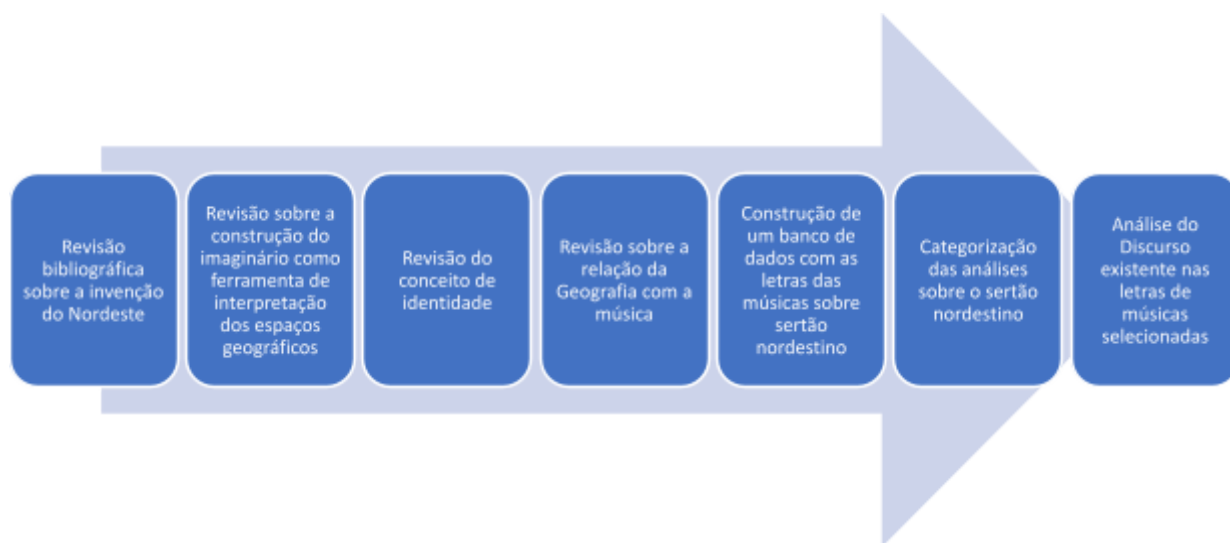 Revisão
bibliográfica
sobre a invenção
do Nordeste
Revisão sobre a
construção do
imaginário como
ferramenta de
interpretação
dos espaços
geográficos
Revisão do
conceito de
identidade
Revisão sobre a
relação da
Geografia com a
música
Construção de
um banco de
dados com as
letras das
músicas sobre
sertão
nordestino
Categorização
das análises
sobre o sertão
nordestino
Análise do
Discurso
existente nas
letras de
músicas
selecionadas